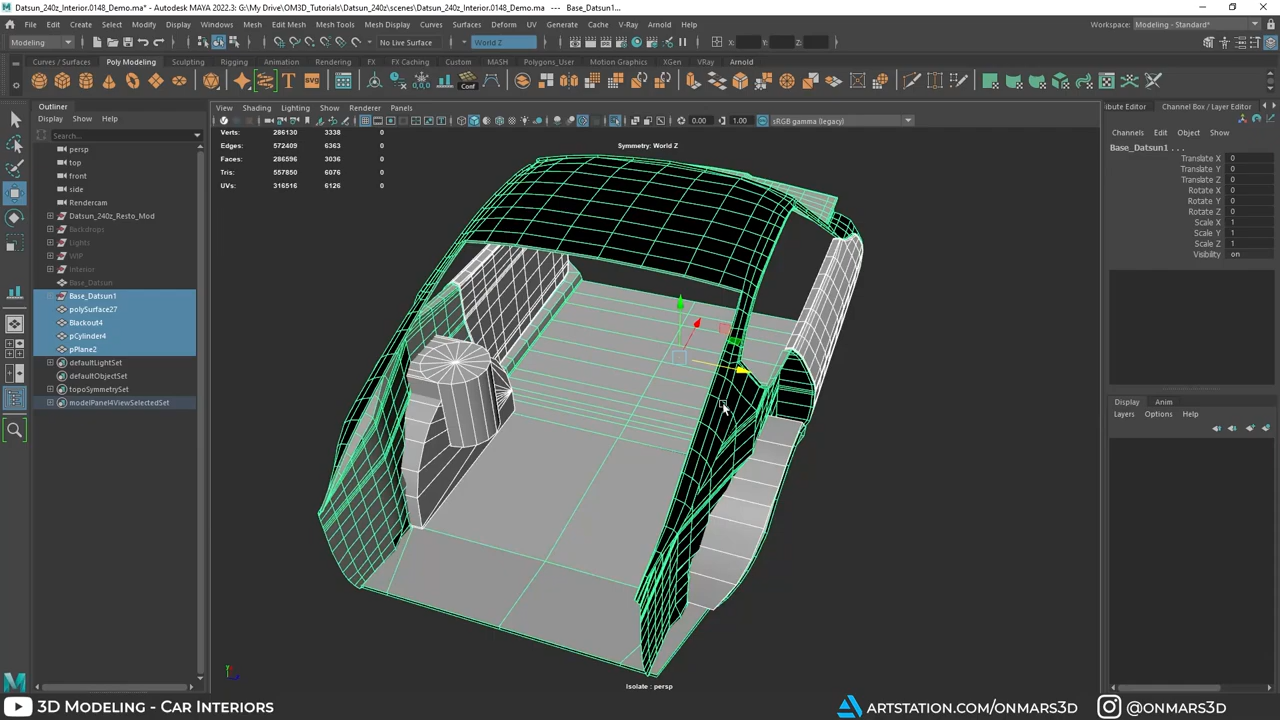 Datsun_240z_Interior.0148_Demo.ma* - Autodesk MAYA 2022.3: G:\My Drive\OM3D_Tutorials\Datsun_240z\scenes\Datsun_240z_Interior.0148_Demo.ma --- Base_Datsun1...
File Edit Create Select Modify Display Windows Mesh Edit Mesh Mesh Tools Mesh Display Curves Surfaces Deform UV Generate Cache V-Ray Arnold Help
Workspace: Modeling - Standard*
Modeling
No Live Surface
World Z
X: Y: Z:
Curves / Surfaces Poly Modeling Sculpting Rigging Animation Rendering FX FX Caching Custom MASH Polygons_User Motion Graphics XGen VRay Arnold
T SVG Conf
Outliner
Display Show Help
Search...
persp
top
front
side
Rendercam
Datsun_240z_Resto_Mod
Backdrops
Lights
WIP
Interior
Base_Datsun
Base_Datsun1
polySurface27
Blackout4
pCylinder4
pPlane2
defaultLightSet
defaultObjectSet
topoSymmetrySet
modelPanel4ViewSelectedSet
View Shading Lighting Show Renderer Panels
0.00 1.00 sRGB gamma (legacy)
Verts: 286130 3338 0
Edges: 572409 6363 0
Faces: 286596 3036 0
Tris: 557850 6076 0
UVs: 316516 6126 0
Symmetry: World Z
Isolate : persp
ibute Editor Channel Box / Layer Editor
Channels Edit Object Show
Base_Datsun1 . . .
Translate X 0
Translate Y 0
Translate Z 0
Rotate X 0
Rotate Y 0
Rotate Z 0
Scale X 1
Scale Y 1
Scale Z 1
Visibility on
Display Anim
Layers Options Help
3D MODELING - CAR INTERIORS
ARTSTATION.COM/ONMARS3D
@ONMARS3D